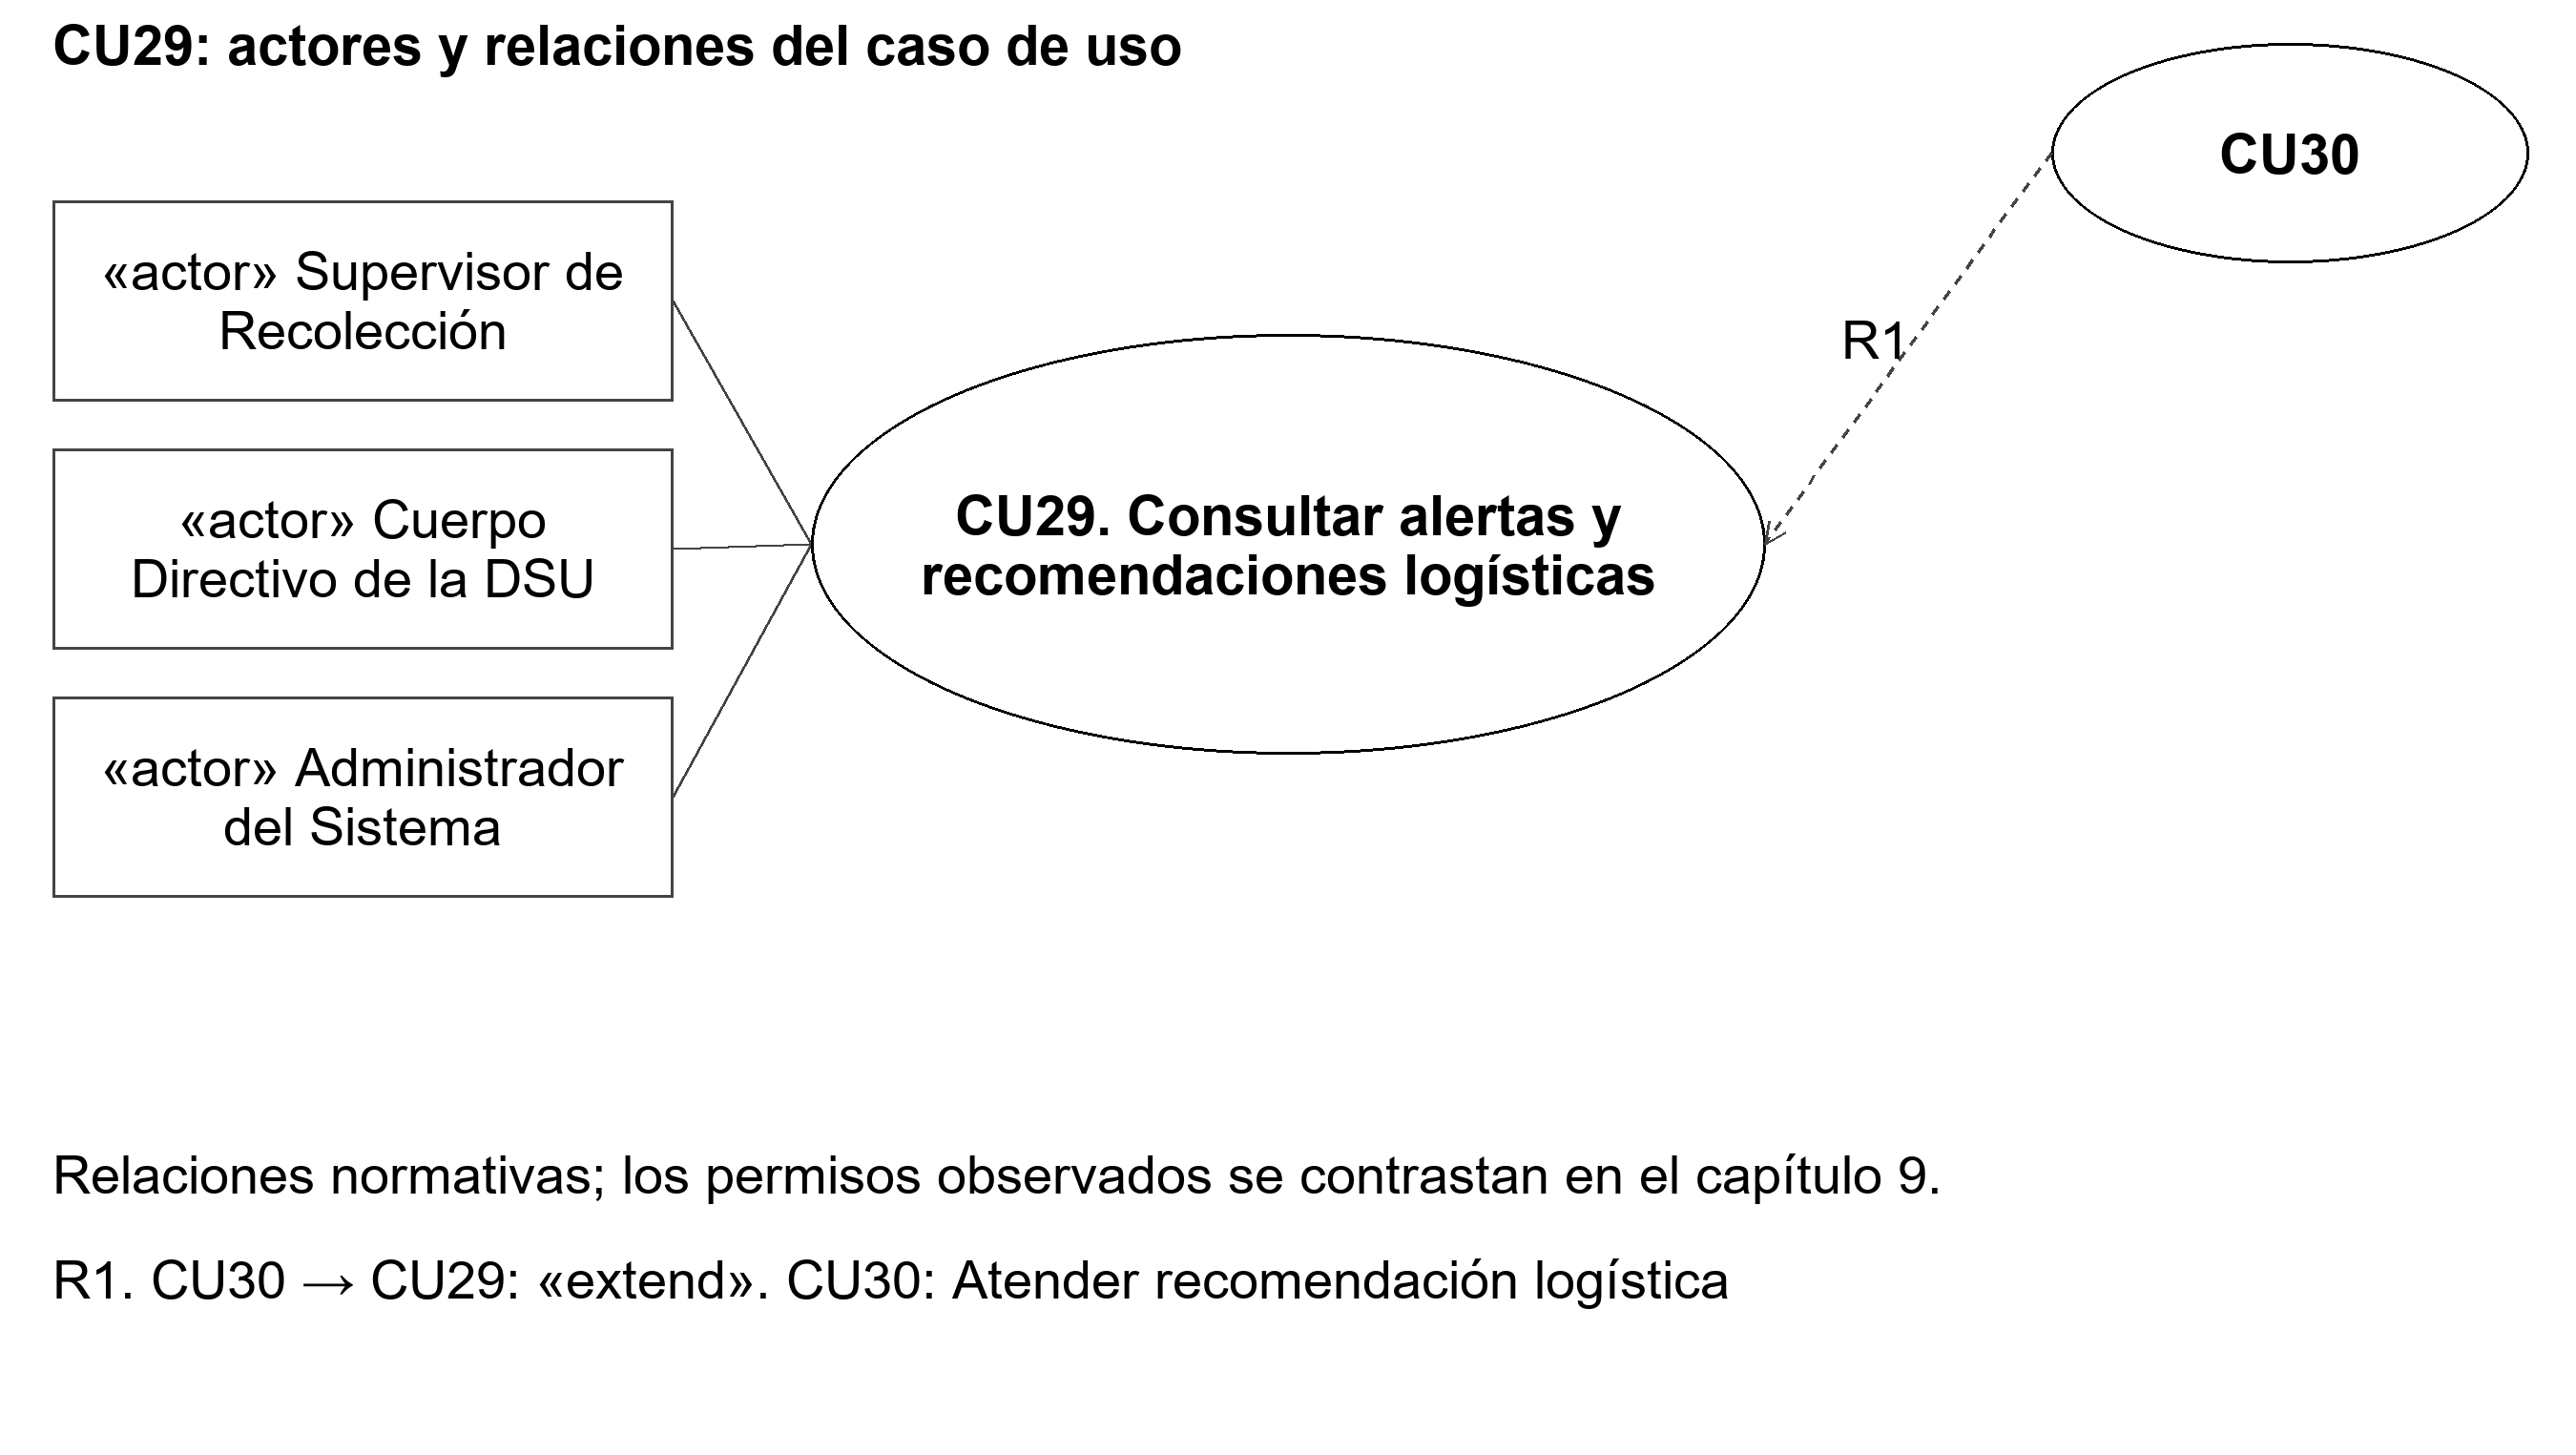 CU29: actores y relaciones del caso de uso
CU30
«actor» Supervisor de
Recolección
R1
«actor» Cuerpo
Directivo de la DSU
CU29. Consultar alertas y
recomendaciones logísticas
«actor» Administrador
del Sistema
Relaciones normativas; los permisos observados se contrastan en el capítulo 9.
R1. CU30 → CU29: «extend». CU30: Atender recomendación logística